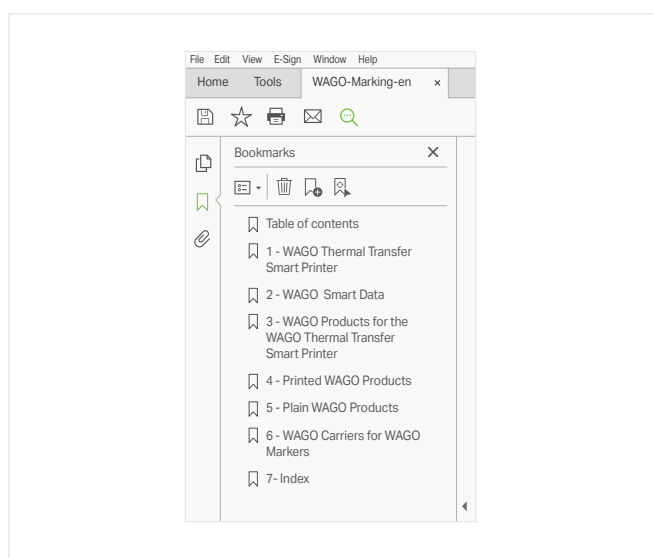 File Edit View E-Sign Window Help
Home Tools WAGO-Marking-en ×
Bookmarks
Table of contents
1 - WAGO Thermal Transfer
Smart Printer
2 - WAGO Smart Data
3 - WAGO Products for the
WAGO Thermal Transfer
Smart Printer
4 - Printed WAGO Products
5 - Plain WAGO Products
6 - WAGO Carriers for WAGO
Markers
7- Index